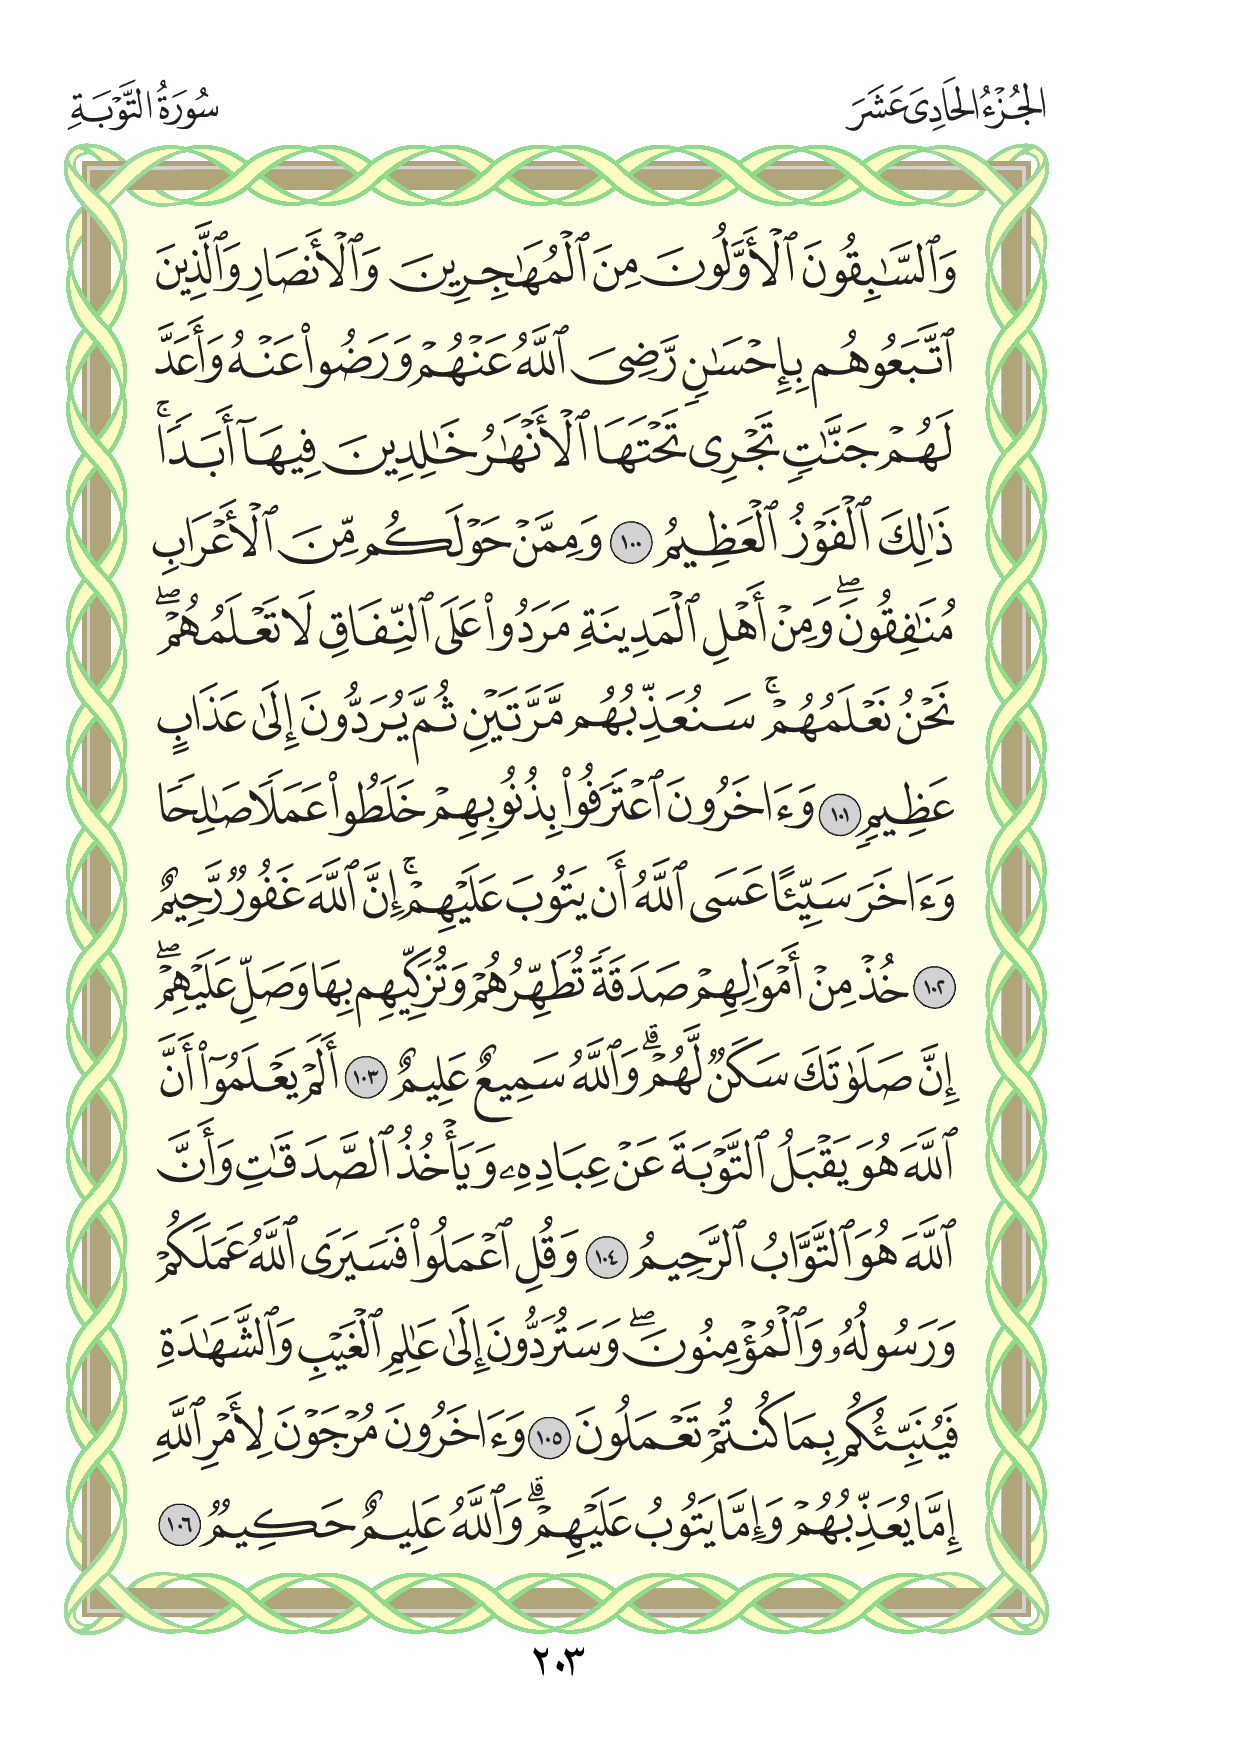 الجُزْءُ الحَادِيَ عَشَرَ
سُورَةُ التَّوْبَةِ
وَٱلسَّٰبِقُونَ ٱلْأَوَّلُونَ مِنَ ٱلْمُهَٰجِرِينَ وَٱلْأَنصَارِ وَٱلَّذِينَ
ٱتَّبَعُوهُم بِإِحْسَٰنٍ رَّضِىَ ٱللَّهُ عَنْهُمْ وَرَضُوا۟ عَنْهُ وَأَعَدَّ
لَهُمْ جَنَّٰتٍ تَجْرِى تَحْتَهَا ٱلْأَنْهَٰرُ خَٰلِدِينَ فِيهَآ أَبَدًاۚ
ذَٰلِكَ ٱلْفَوْزُ ٱلْعَظِيمُ ١٠٠ وَمِمَّنْ حَوْلَكُم مِّنَ ٱلْأَعْرَابِ
مُنَٰفِقُونَۖ وَمِنْ أَهْلِ ٱلْمَدِينَةِ مَرَدُوا۟ عَلَى ٱلنِّفَاقِ لَا تَعْلَمُهُمْۖ
نَحْنُ نَعْلَمُهُمْۚ سَنُعَذِّبُهُم مَّرَّتَيْنِ ثُمَّ يُرَدُّونَ إِلَىٰ عَذَابٍ
عَظِيمٍ ١٠١ وَءَاخَرُونَ ٱعْتَرَفُوا۟ بِذُنُوبِهِمْ خَلَطُوا۟ عَمَلًا صَٰلِحًا
وَءَاخَرَ سَيِّئًا عَسَى ٱللَّهُ أَن يَتُوبَ عَلَيْهِمْۚ إِنَّ ٱللَّهَ غَفُورٌ رَّحِيمٌ
١٠٢ خُذْ مِنْ أَمْوَٰلِهِمْ صَدَقَةً تُطَهِّرُهُمْ وَتُزَكِّيهِم بِهَا وَصَلِّ عَلَيْهِمْۖ
إِنَّ صَلَوٰتَكَ سَكَنٌ لَّهُمْۗ وَٱللَّهُ سَمِيعٌ عَلِيمٌ ١٠٣ أَلَمْ يَعْلَمُوٓا۟ أَنَّ
ٱللَّهَ هُوَ يَقْبَلُ ٱلتَّوْبَةَ عَنْ عِبَادِهِۦ وَيَأْخُذُ ٱلصَّدَقَٰتِ وَأَنَّ
ٱللَّهَ هُوَ ٱلتَّوَّابُ ٱلرَّحِيمُ ١٠٤ وَقُلِ ٱعْمَلُوا۟ فَسَيَرَى ٱللَّهُ عَمَلَكُمْ
وَرَسُولُهُۥ وَٱلْمُؤْمِنُونَۖ وَسَتُرَدُّونَ إِلَىٰ عَٰلِمِ ٱلْغَيْبِ وَٱلشَّهَٰدَةِ
فَيُنَبِّئُكُم بِمَا كُنتُمْ تَعْمَلُونَ ١٠٥ وَءَاخَرُونَ مُرْجَوْنَ لِأَمْرِ ٱللَّهِ
إِمَّا يُعَذِّبُهُمْ وَإِمَّا يَتُوبُ عَلَيْهِمْۗ وَٱللَّهُ عَلِيمٌ حَكِيمٌ ١٠٦
٢٠٣